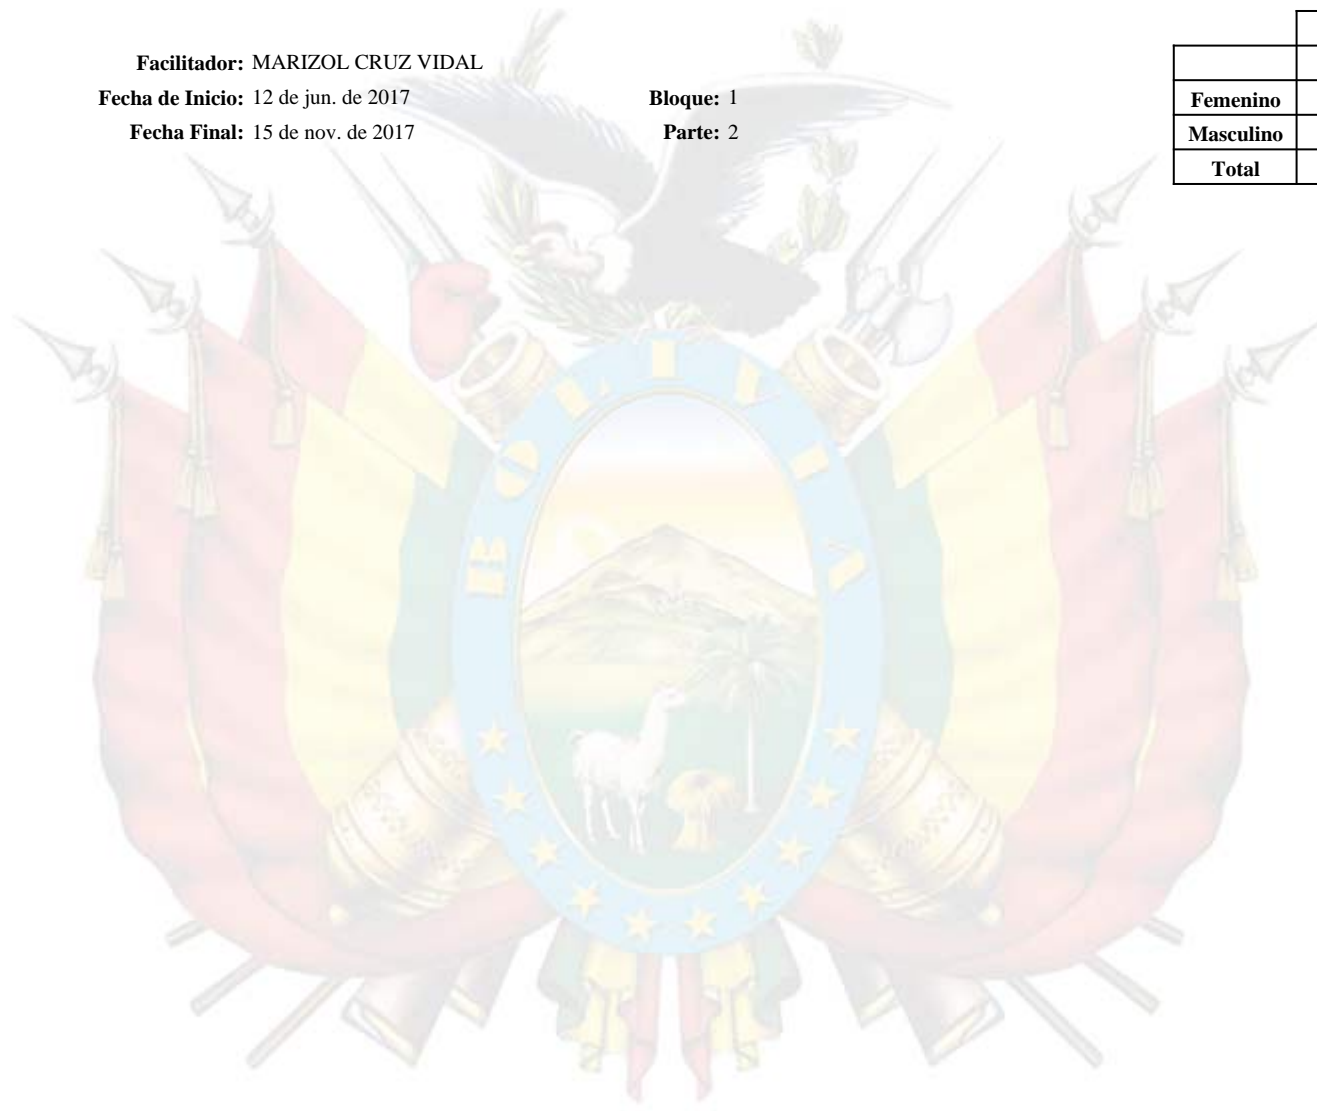 Facilitador: MARIZOL CRUZ VIDAL
Fecha de Inicio: 12 de jun. de 2017 Bloque: 1
Femenino
Fecha Final: 15 de nov. de 2017 Parte: 2
Masculino
Total
BOLIVIA